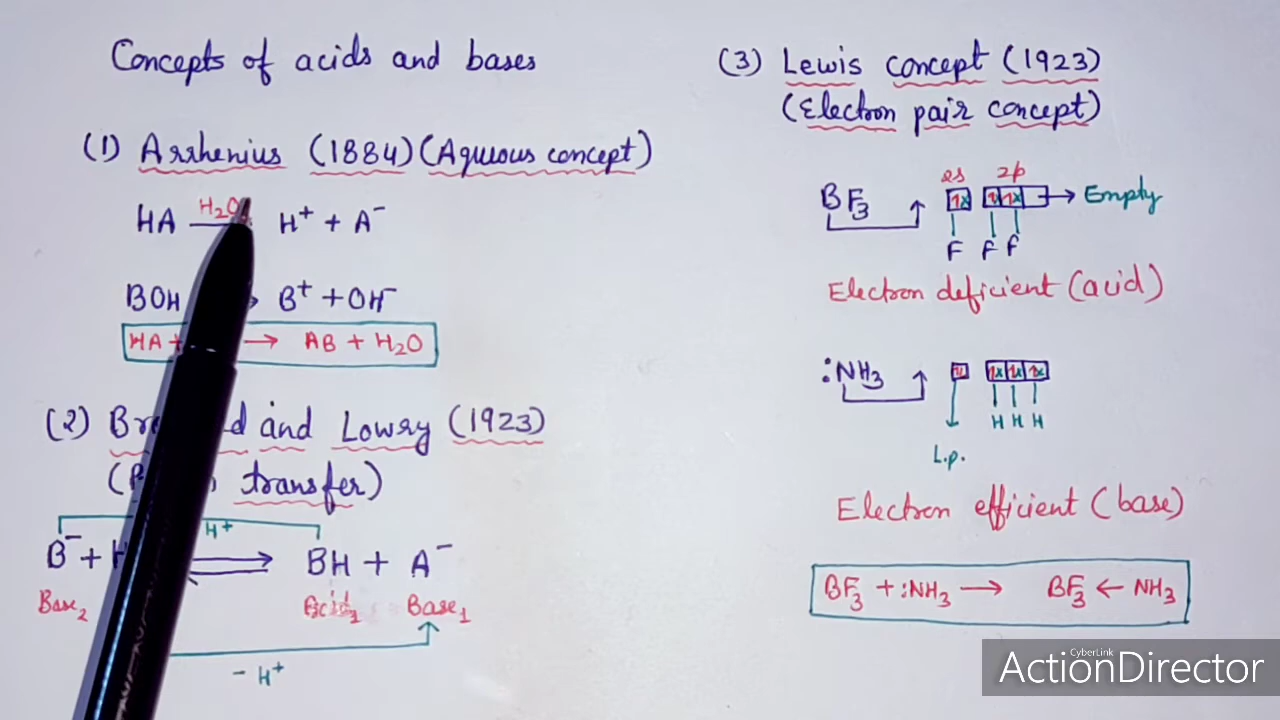 Concepts of acids and bases
(1) Arrhenius (1884) (Aqueous concept)
H₂O
HA → H⁺ + A⁻
BOH → B⁺ + OH⁻
HA + → AB + H₂O
(2) and Lowry (1923)
transfer)
H⁺
B⁻ + H ⇌ BH + A⁻
Base₂ Base₁
- H⁺
(3) Lewis concept (1923)
(Electron pair concept)
2s 2p
BF₃ → Empty
F F F
Electron deficient (acid)
:NH₃
H H H
L.p.
Electron efficient (base)
BF₃ + :NH₃ → BF₃ ← NH₃
CyberLink
ActionDirector